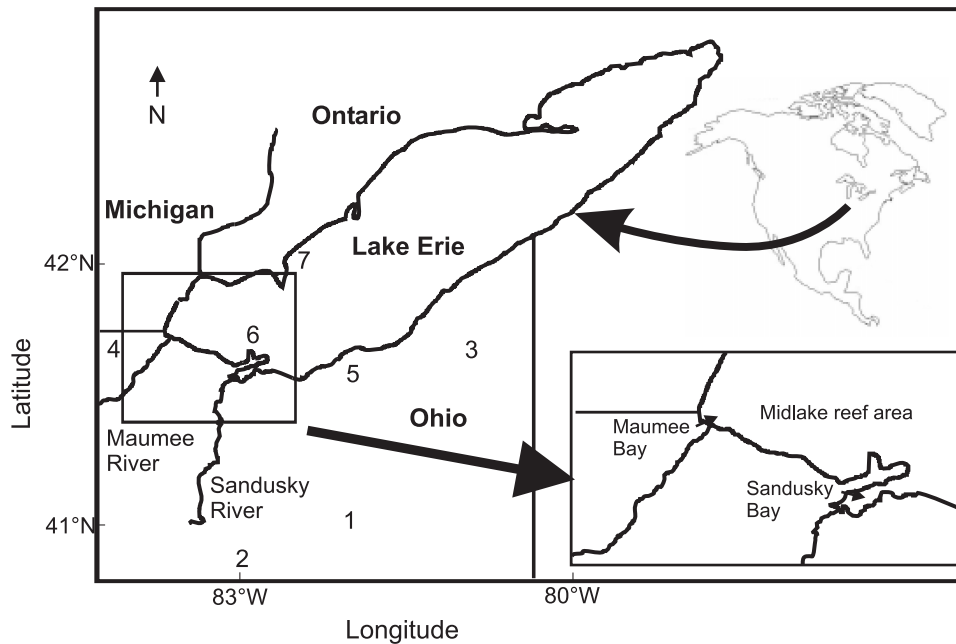 N
Ontario
Michigan
Lake Erie
7
42°N
4
6
5
3
Ohio
Maumee
River
Sandusky
River
1
2
41°N
83°W
80°W
Latitude
Longitude
Midlake reef area
Maumee
Bay
Sandusky
Bay